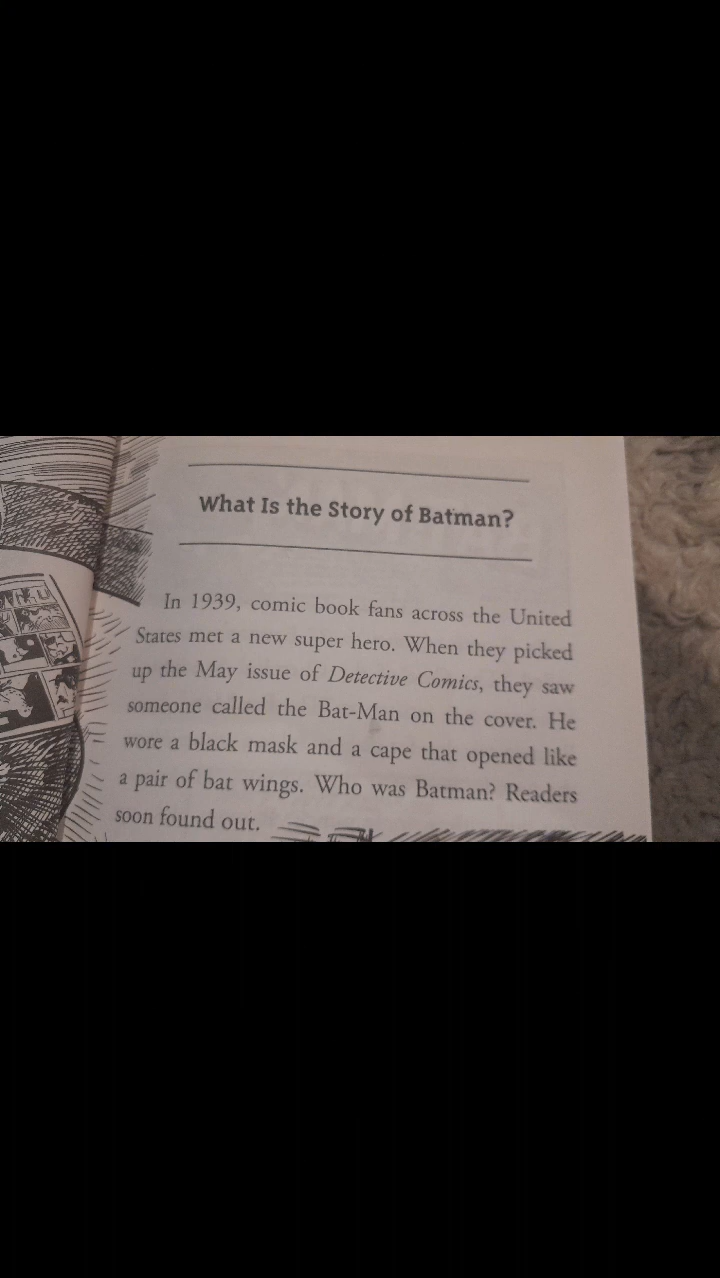 What Is the Story of Batman?
In 1939, comic book fans across the United
States met a new super hero. When they picked
up the May issue of Detective Comics, they saw
someone called the Bat-Man on the cover. He
wore a black mask and a cape that opened like
a pair of bat wings. Who was Batman? Readers
soon found out.